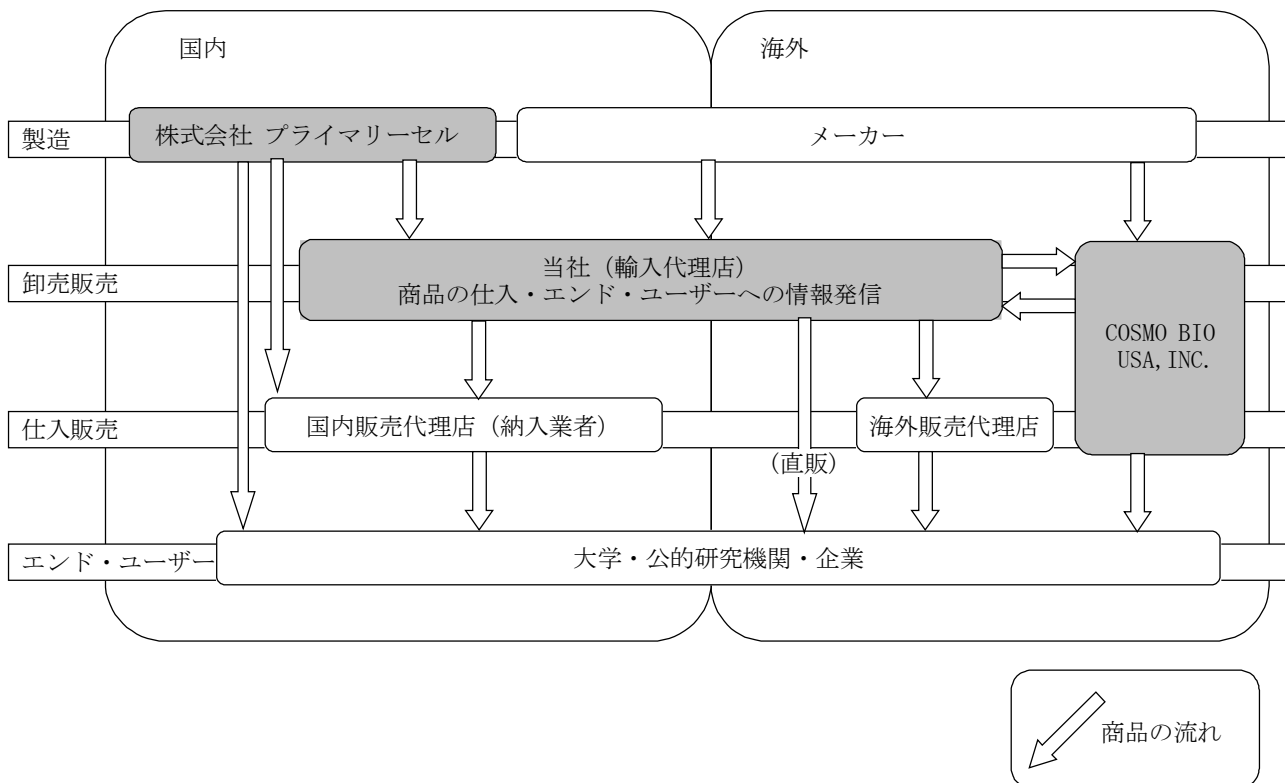 国内
海外
製造
株式会社 プライマリーセル
メーカー
卸売販売
当社（輸入代理店）
商品の仕入・エンド・ユーザーへの情報発信
COSMO BIO
USA,INC.
仕入販売
国内販売代理店（納入業者）
海外販売代理店
（直販）
エンド・ユーザー
大学・公的研究機関・企業
商品の流れ